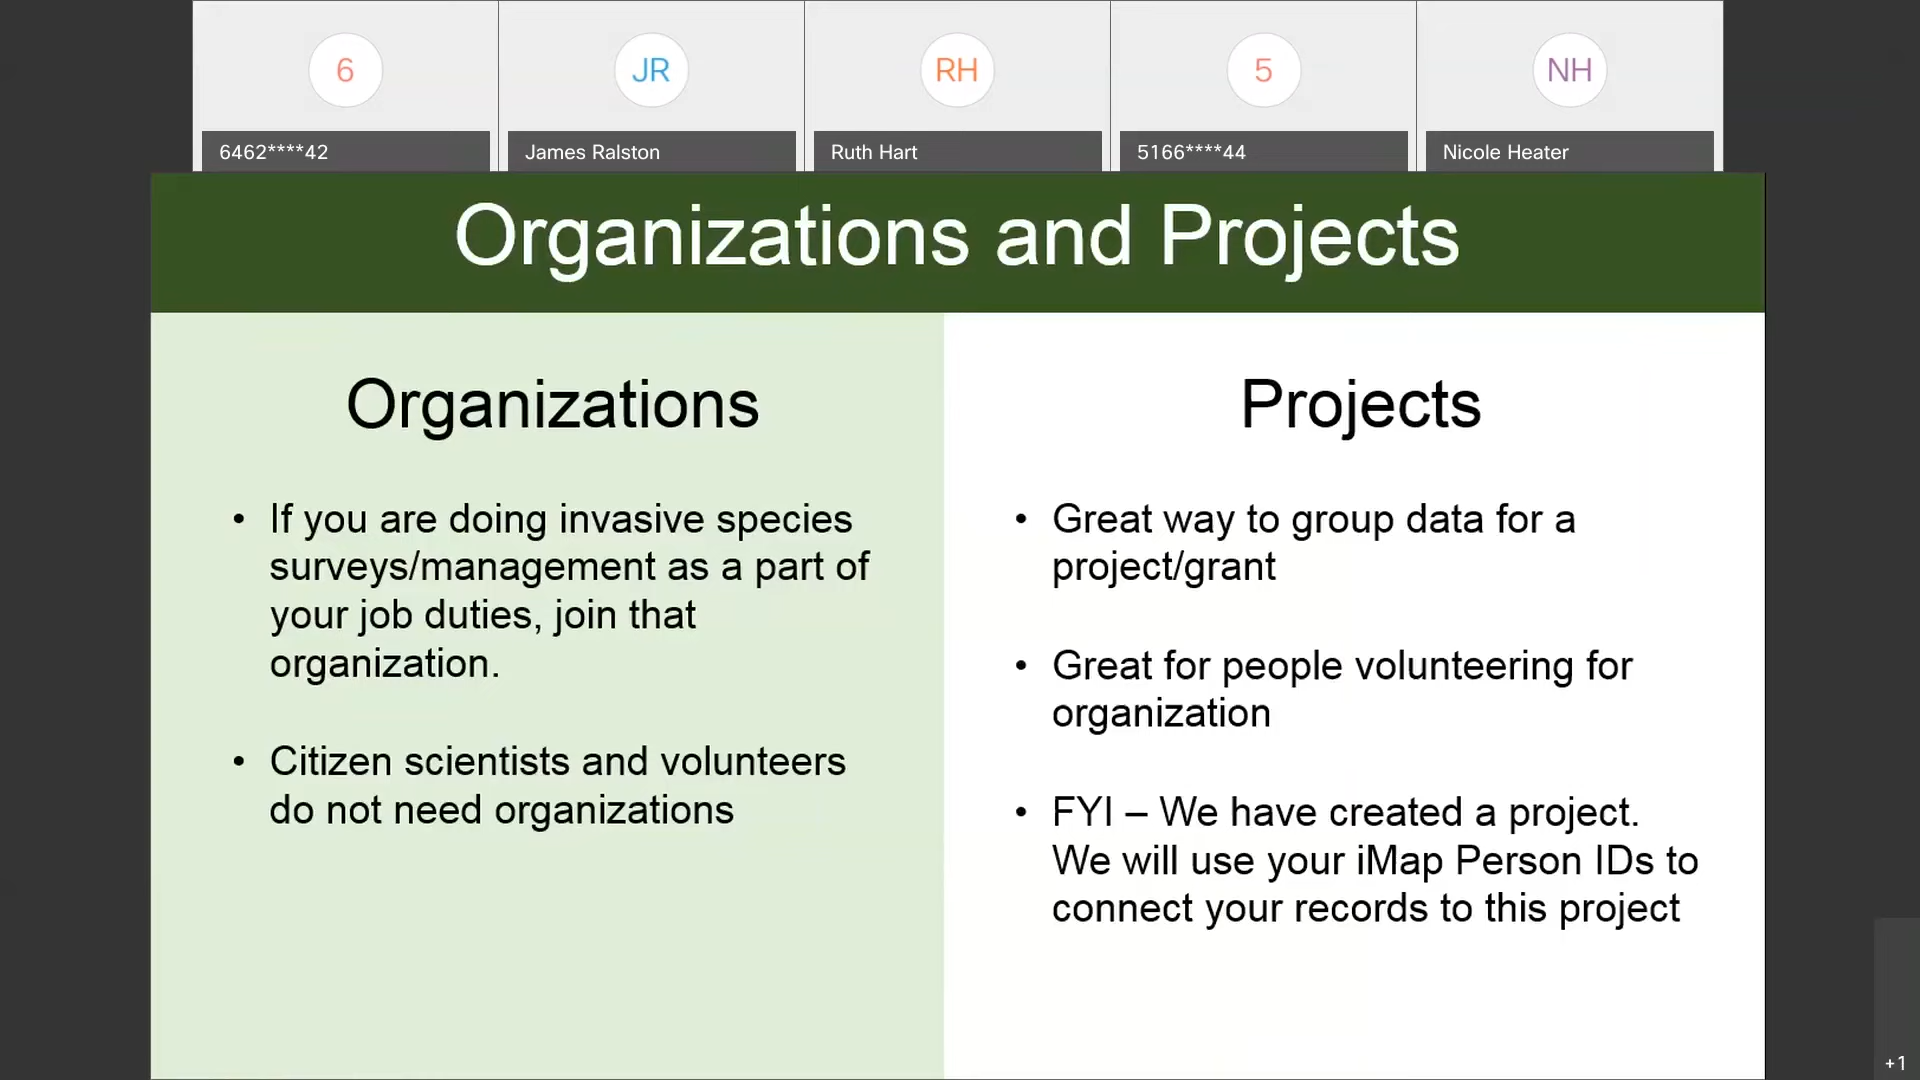 6 JR RH 5 NH
6462****42 James Ralston Ruth Hart 5166****44 Nicole Heater
Organizations and Projects
Organizations
• If you are doing invasive species
surveys/management as a part of
your job duties, join that
organization.
• Citizen scientists and volunteers
do not need organizations
Projects
• Great way to group data for a
project/grant
• Great for people volunteering for
organization
• FYI – We have created a project.
We will use your iMap Person IDs to
connect your records to this project
+1